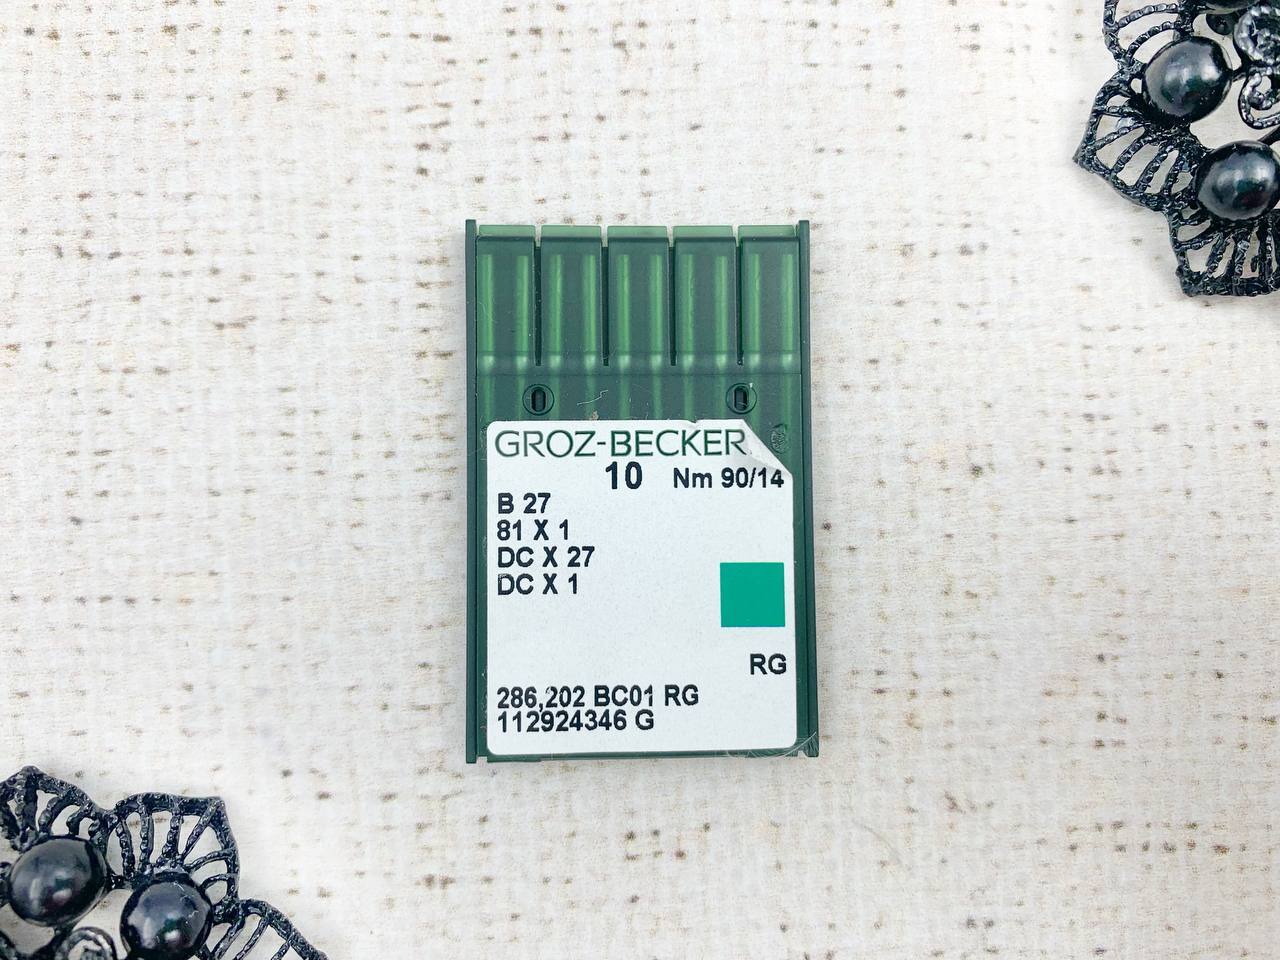 GROZ-BECKER
10 Nm 90/14
B 27
81 X 1
DC X 27
DC X 1
RG
286,202 BC01 RG
112924346 G